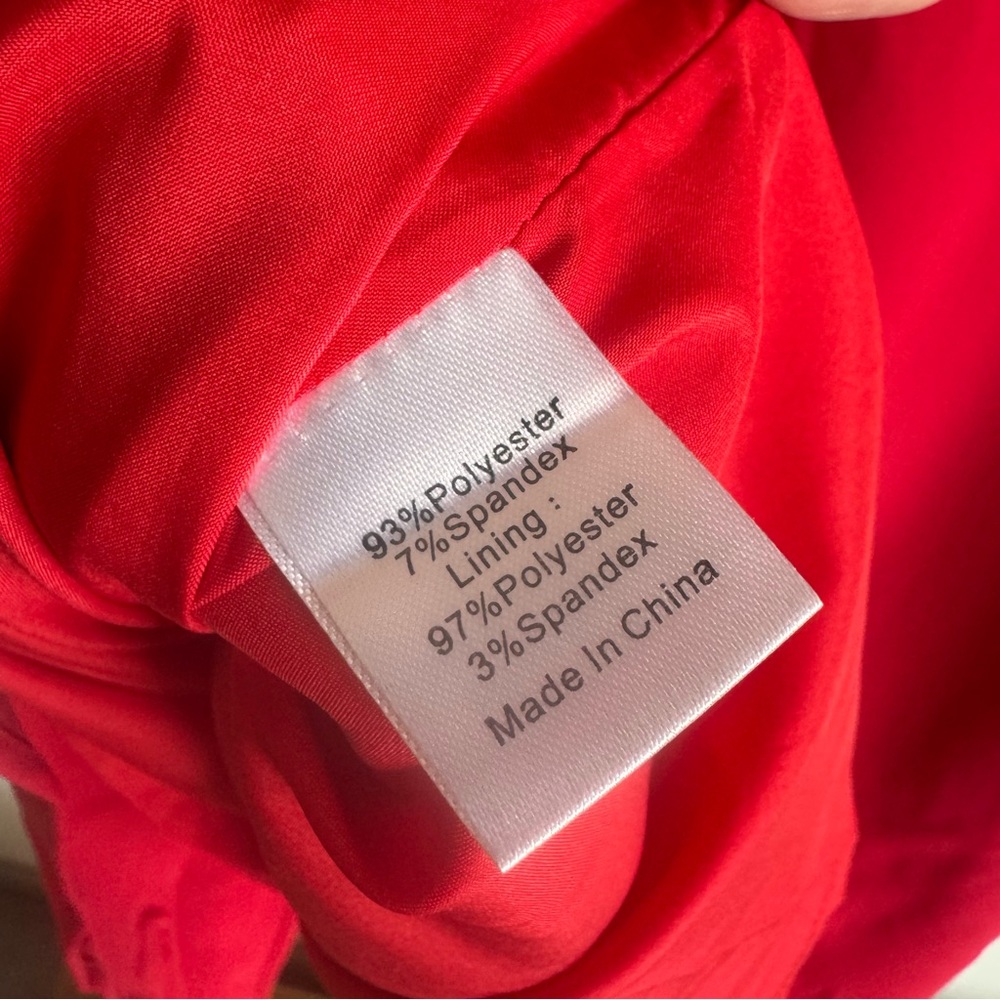 93%Polyester
7%Spandex
Lining :
97%Polyester
3%Spandex
Made In China